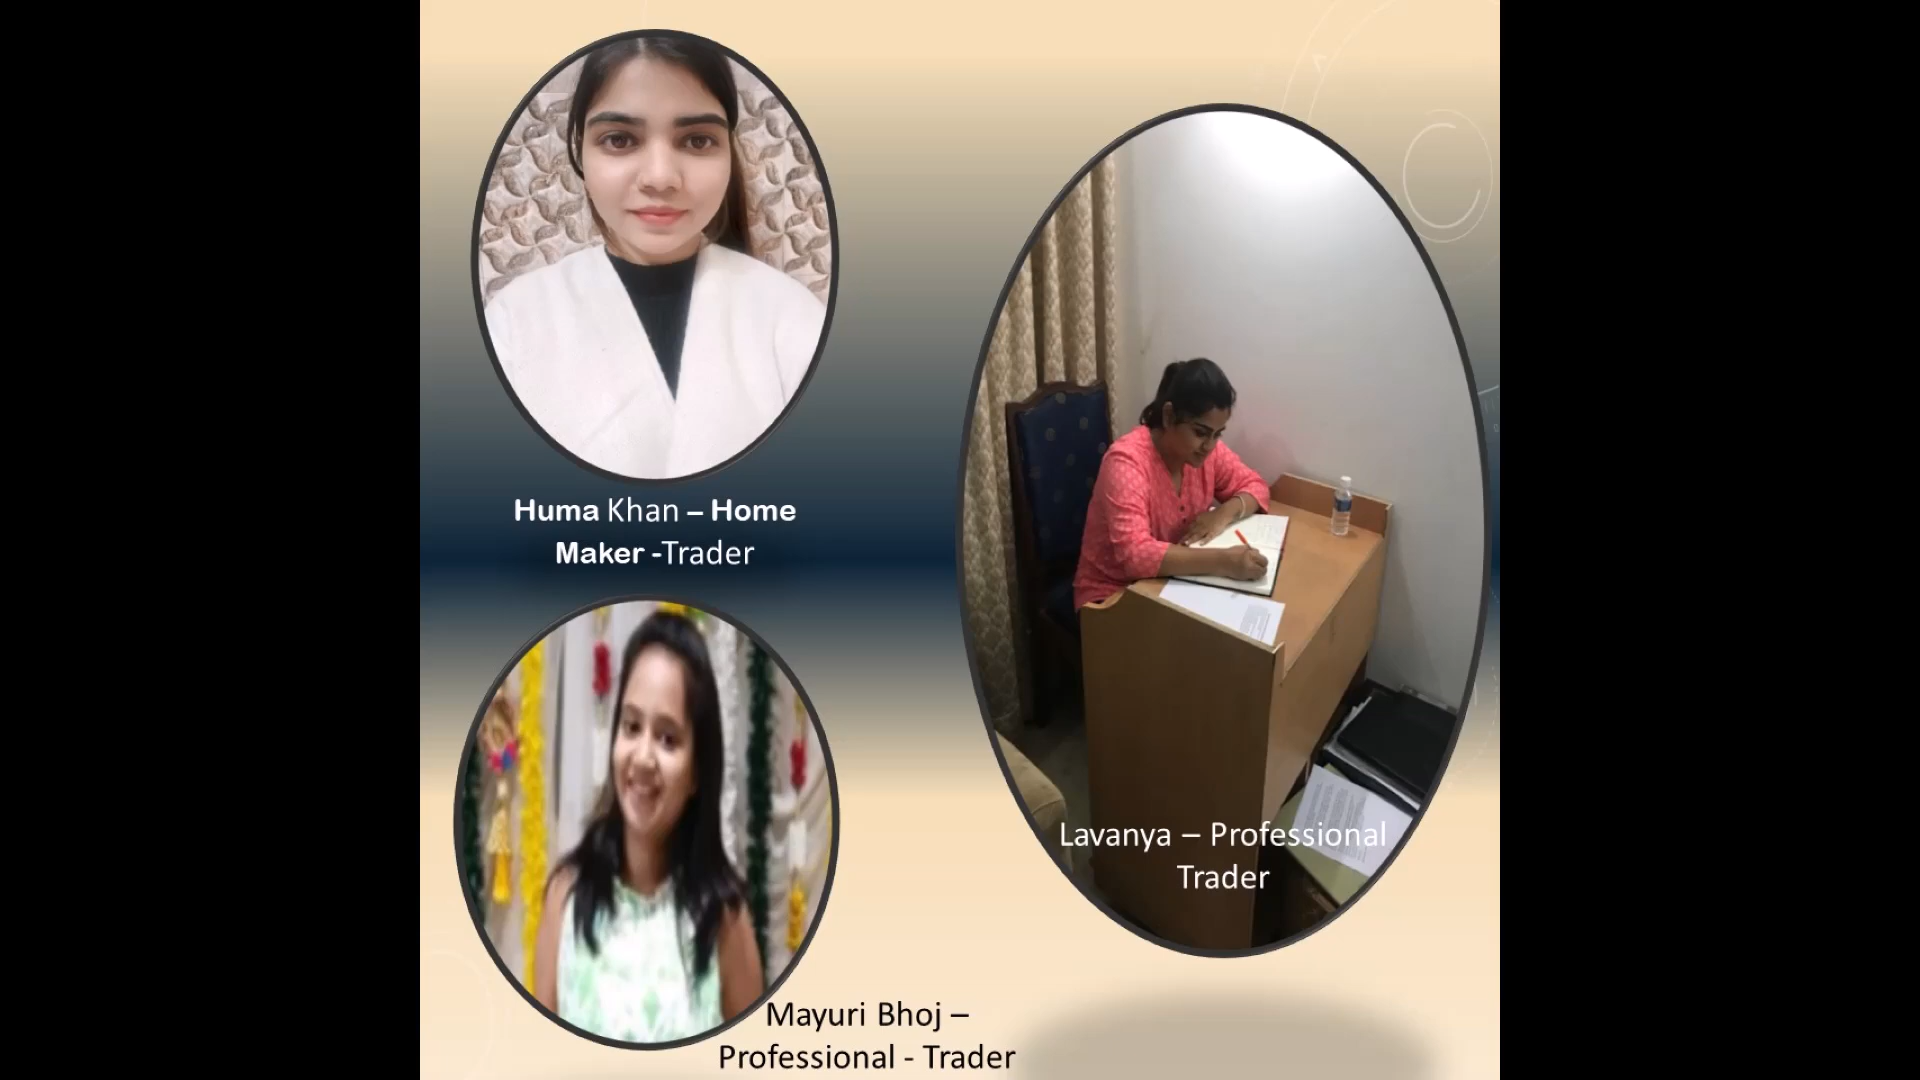 Huma Khan – Home
Maker -Trader
Lavanya – Professional
Trader
Mayuri Bhoj –
Professional - Trader